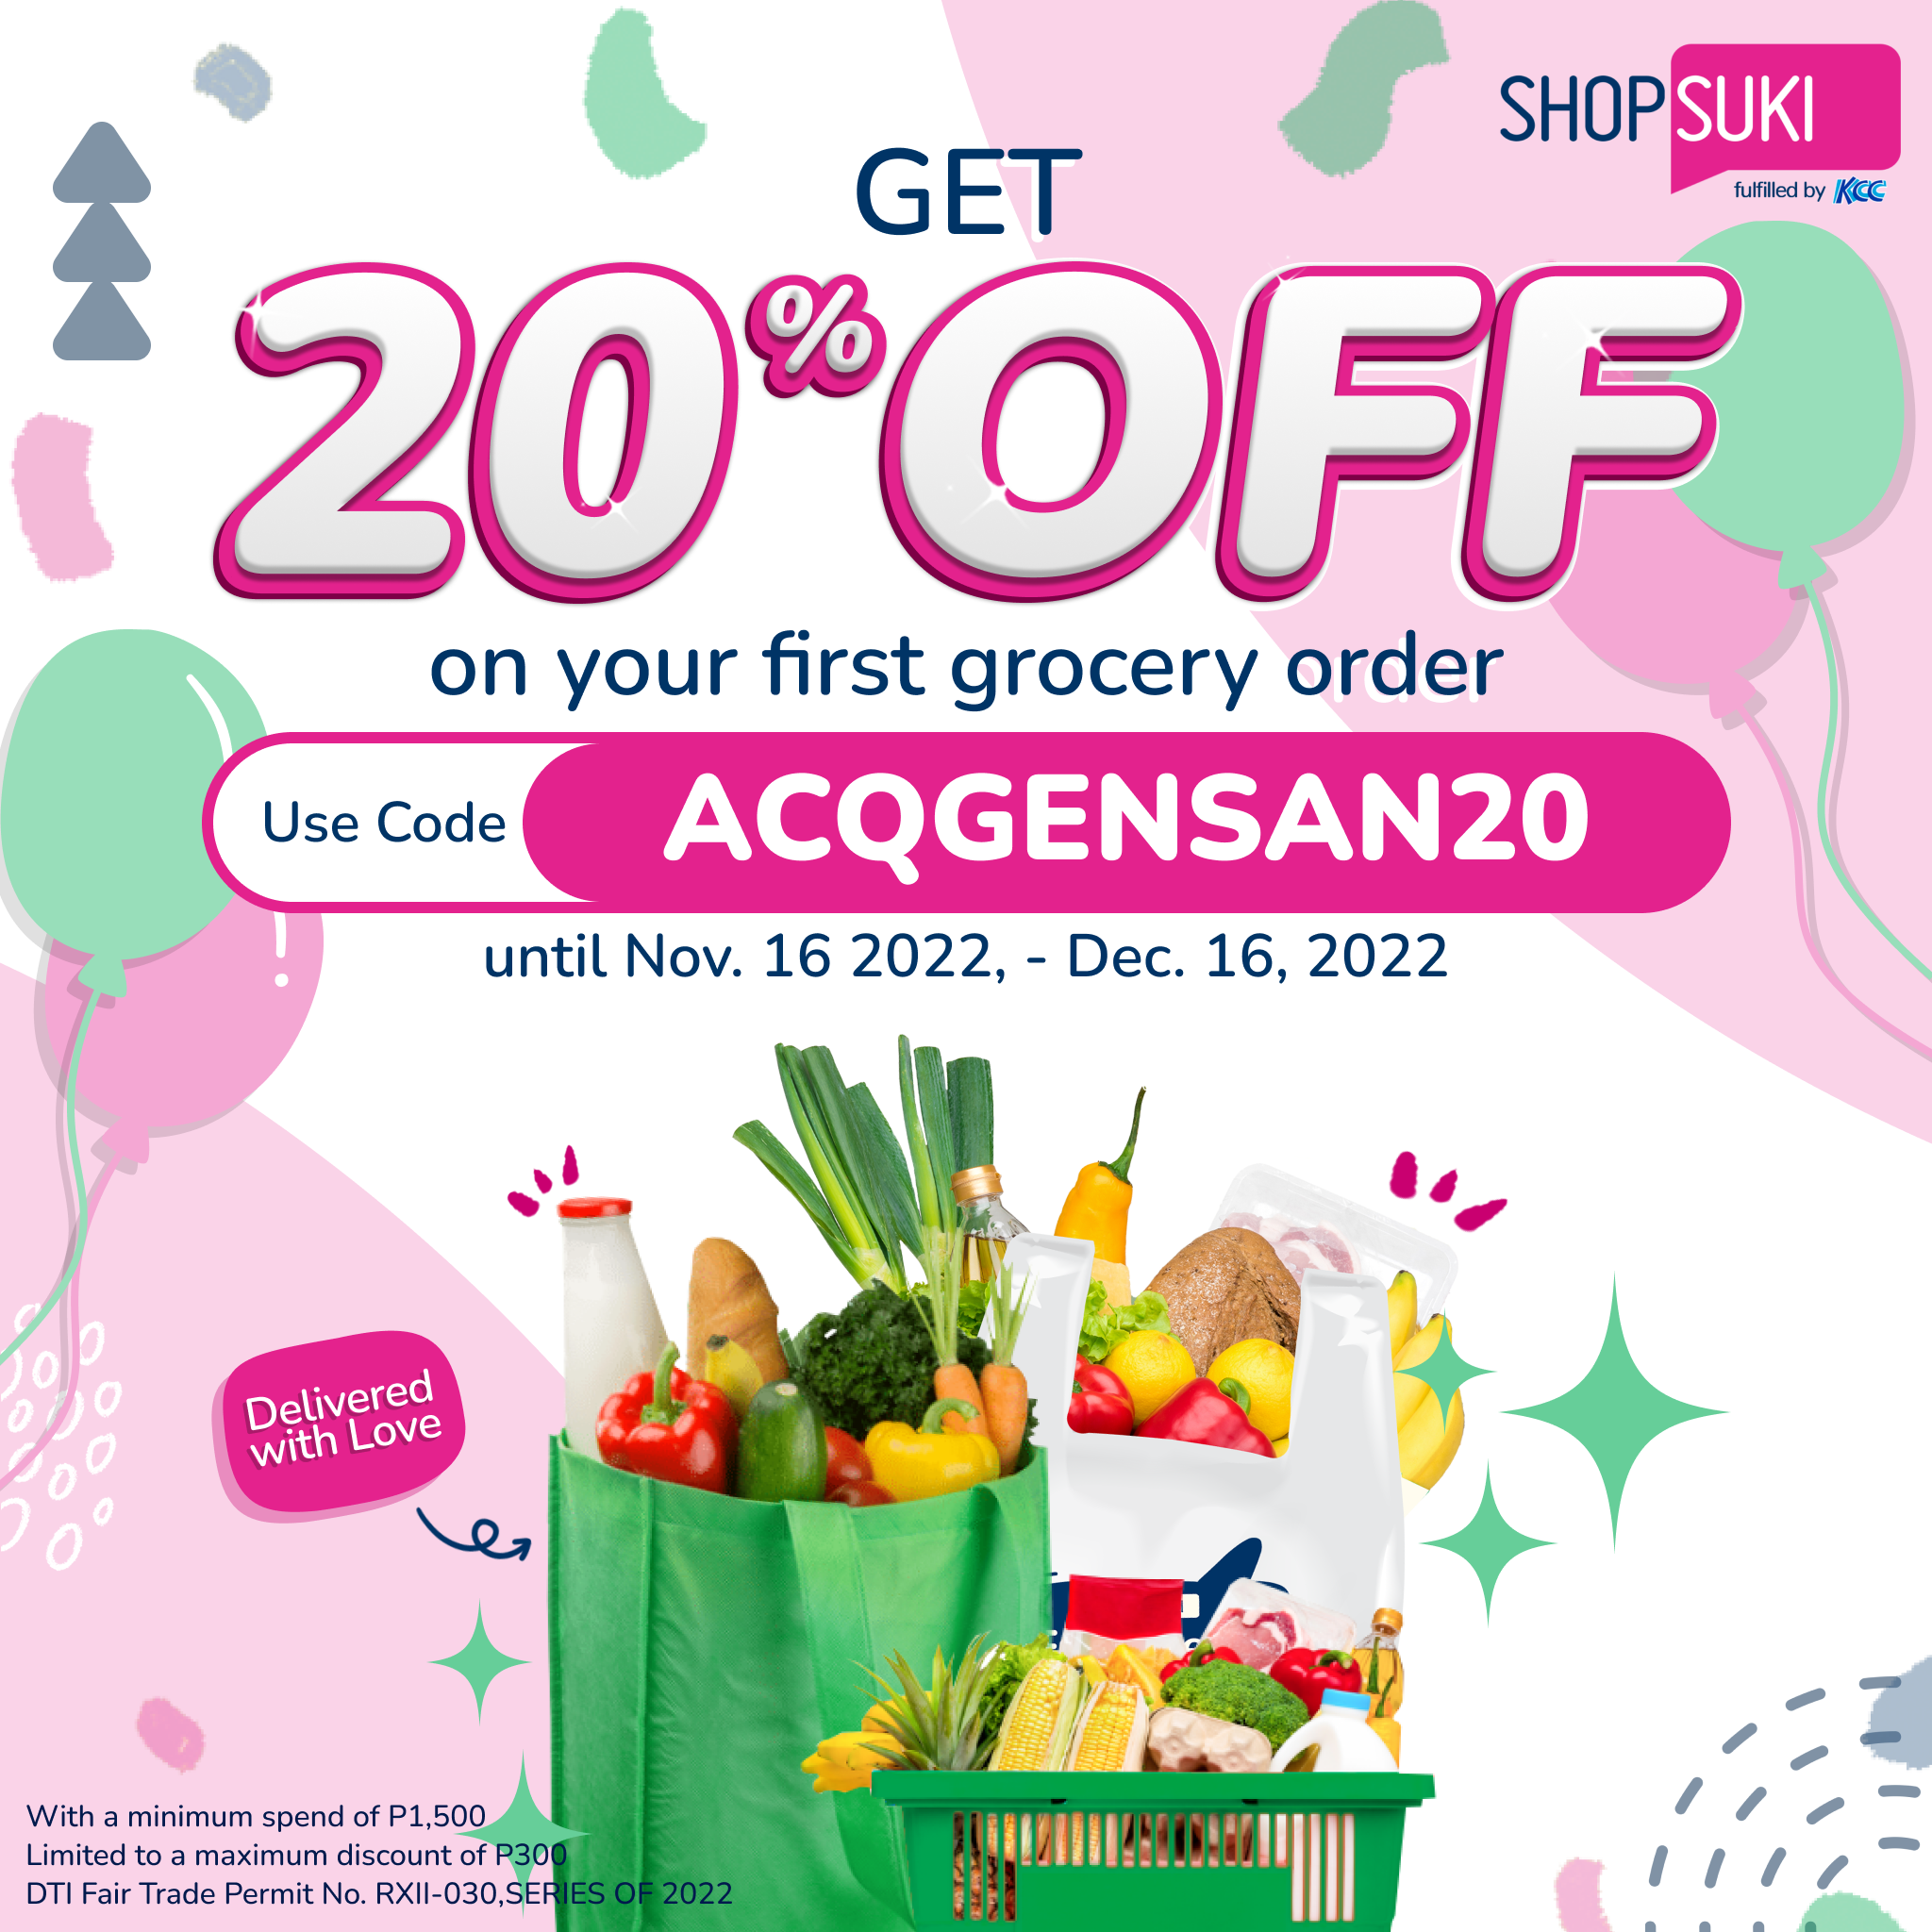 SHOPSUKI
fulfilled by KCC
GET
20% OFF
on your first grocery order
Use Code ACQGENSAN20
until Nov. 16 2022, - Dec. 16, 2022
Delivered
with Love
With a minimum spend of P1,500
Limited to a maximum discount of P300
DTI Fair Trade Permit No. RXII-030,SERIES OF 2022